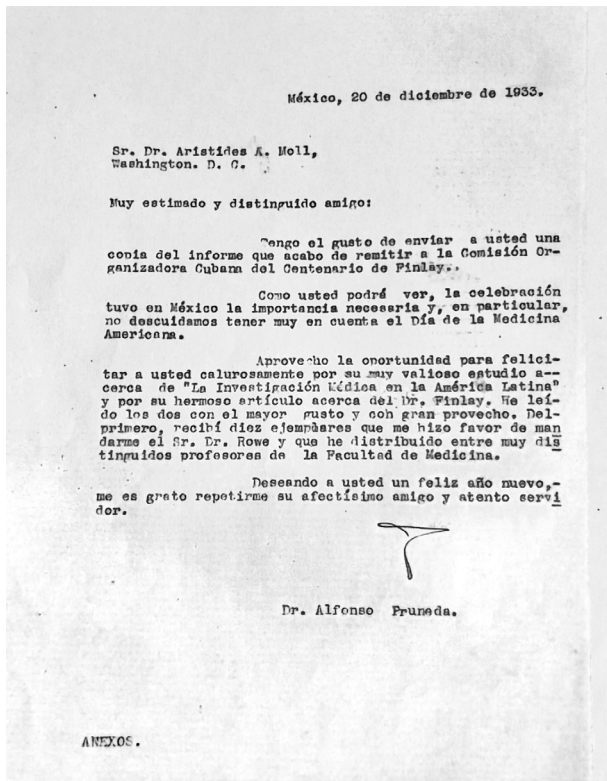 México, 20 de diciembre de 1933.
Sr. Dr. Aristides A. Moll,
Washington. D. C.
Muy estimado y distinguido amigo:
Tengo el gusto de enviar a usted una
copia del informe que acabo de remitir a la Comisión Or-
ganizadora Cubana del Centenario de Finlay..
Como usted podrá ver, la celebración
tuvo en México la importancia necesaria y, en particular,
no descuidamos tener muy en cuenta el Día de la Medicina
Americana.
Aprovecho la oportunidad para felici-
tar a usted calurosamente por su muy valioso estudio a--
cerca de "La Investigación Médica en la América Latina"
y por su hermoso artículo acerca del Dr. Finlay. He leí-
do los dos con el mayor gusto y coh gran provecho. Del-
primero, recibí diez ejemplares que me hizo favor de man
darme el Sr. Dr. Rowe y que he distribuido entre muy dis
tinguidos profesores de la Facultad de Medicina.
Deseando a usted un feliz año nuevo,-
me es grato repetirme su afectísimo amigo y atento servi
dor.
Dr. Alfonso Pruneda.
ANEXOS.